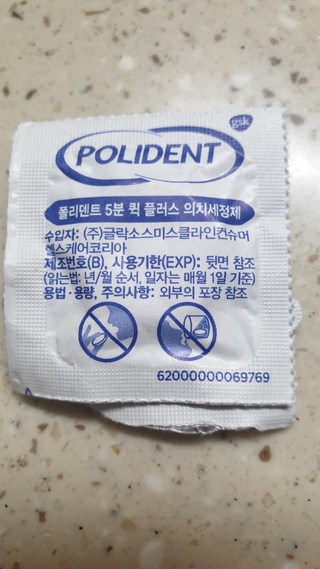 gsk
POLIDENT
폴리덴트 5분 퀵 플러스 의치세정제
수입자: (주)글락소스미스클라인컨슈머
헬스케어코리아
제조번호(B), 사용기한(EXP): 뒷면 참조
(읽는법: 년/월 순서, 일자는 매월 1일 기준)
용법·용량, 주의사항: 외부의 포장 참조
62000000069769